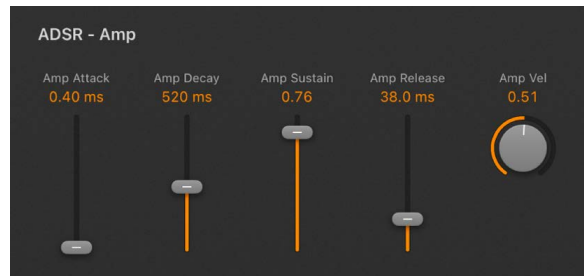 ADSR - Amp
Amp Attack Amp Decay Amp Sustain Amp Release Amp Vel
0.40 ms 520 ms 0.76 38.0 ms 0.51